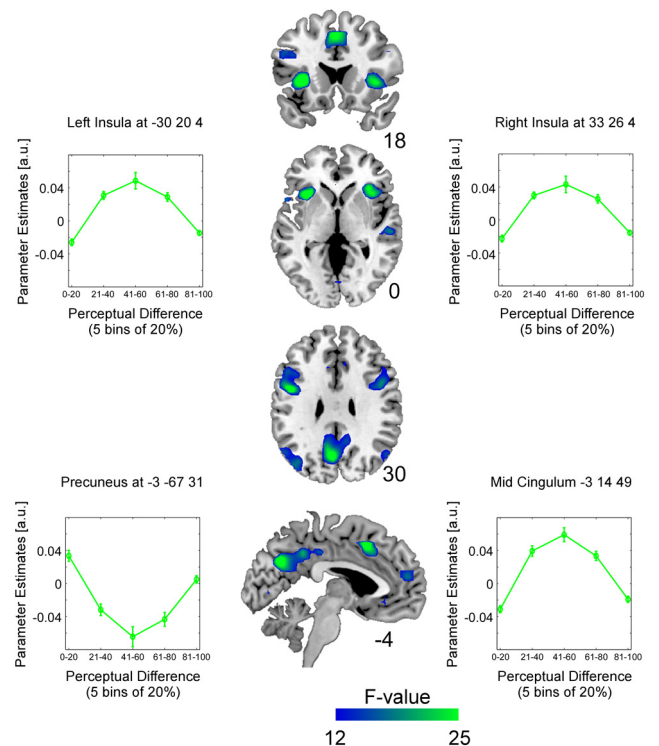 18
Left Insula at -30 20 4
Right Insula at 33 26 4
Parameter Estimates [a.u.]
0.04
0
-0.04
0-20 21-40 41-60 61-80 81-100
Perceptual Difference
(5 bins of 20%)
0
Parameter Estimates [a.u.]
0.04
0
-0.04
0-20 21-40 41-60 61-80 81-100
Perceptual Difference
(5 bins of 20%)
30
Precuneus at -3 -67 31
Mid Cingulum -3 14 49
Parameter Estimates [a.u.]
0.04
0
-0.04
0-20 21-40 41-60 61-80 81-100
Perceptual Difference
(5 bins of 20%)
-4
Parameter Estimates [a.u.]
0.04
0
-0.04
0-20 21-40 41-60 61-80 81-100
Perceptual Difference
(5 bins of 20%)
F-value
12 25